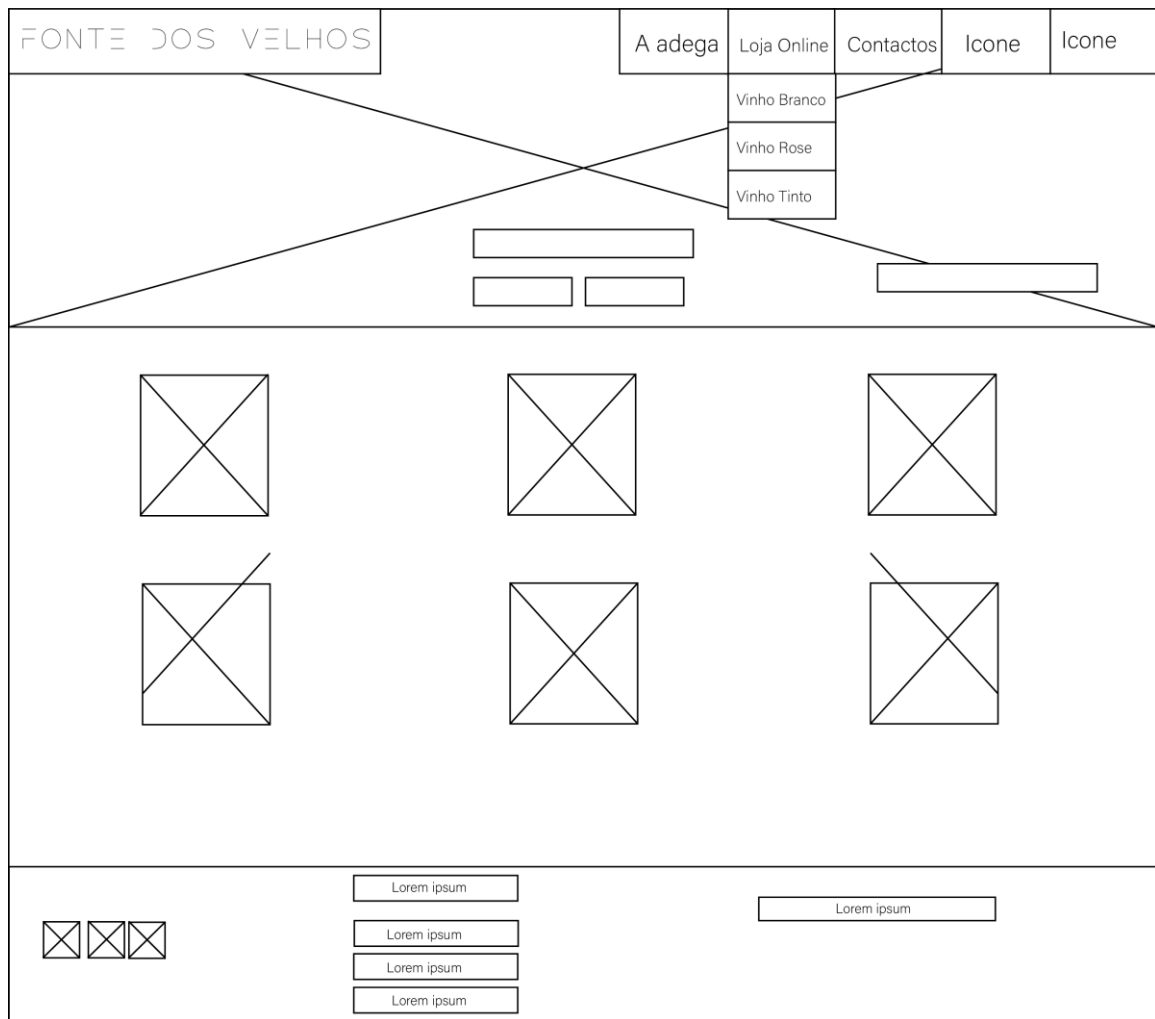 FONTE DOS VELHOS
A adega
Loja Online
Contactos
Icone
Icone
Vinho Branco
Vinho Rose
Vinho Tinto
Lorem ipsum
Lorem ipsum
Lorem ipsum
Lorem ipsum
Lorem ipsum